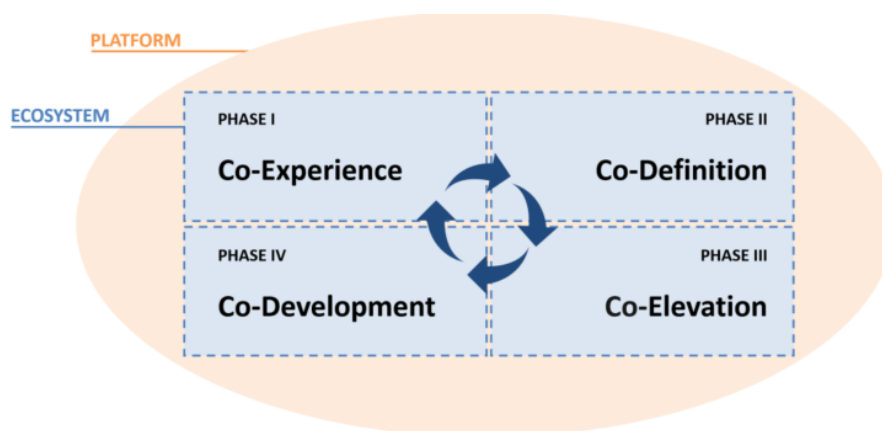 PLATFORM
ECOSYSTEM
PHASE I
Co-Experience
PHASE II
Co-Definition
PHASE IV
Co-Development
PHASE III
Co-Elevation